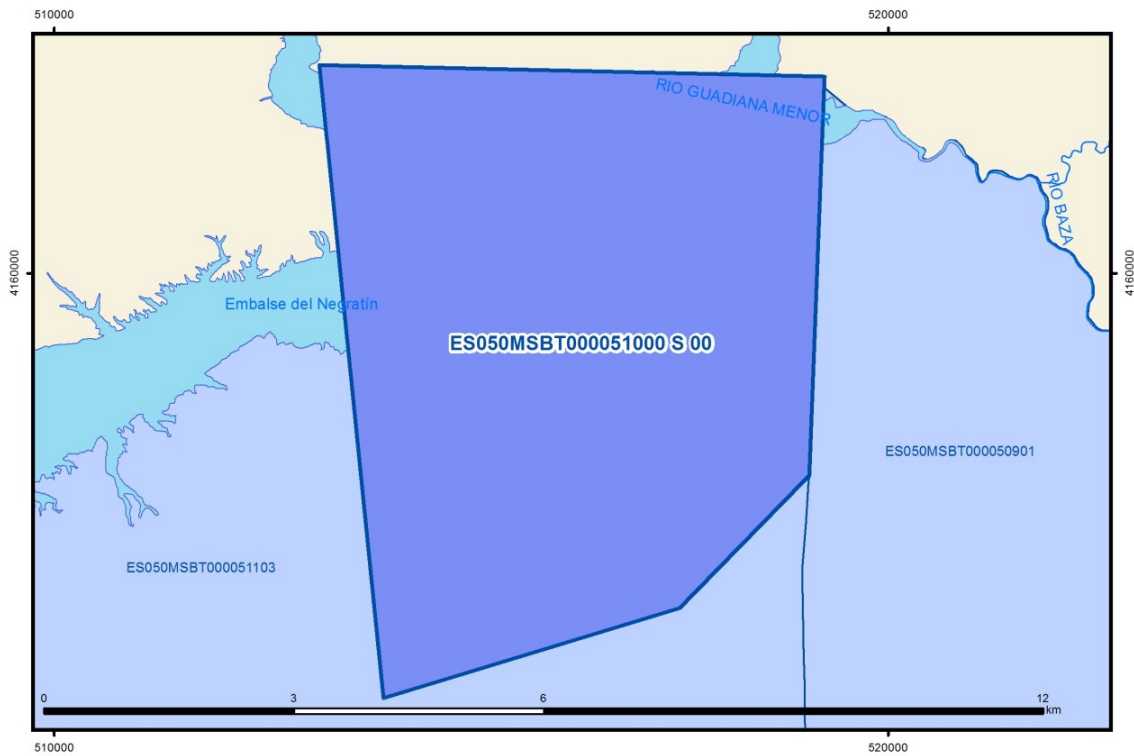 510000
520000
RIO GUADIANA MENOR
RIO BAZA
4160000
4160000
Embalse del Negratín
ES050MSBT000051000 S 00
ES050MSBT000050901
ES050MSBT000051103
0
3
6
12
km
510000
520000